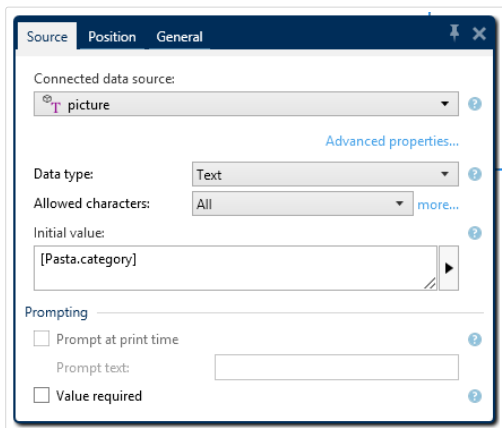 Source Position General
Connected data source:
T picture
Advanced properties...
Data type: Text
Allowed characters: All more...
Initial value:
[Pasta.category]
Prompting
Prompt at print time
Prompt text:
Value required